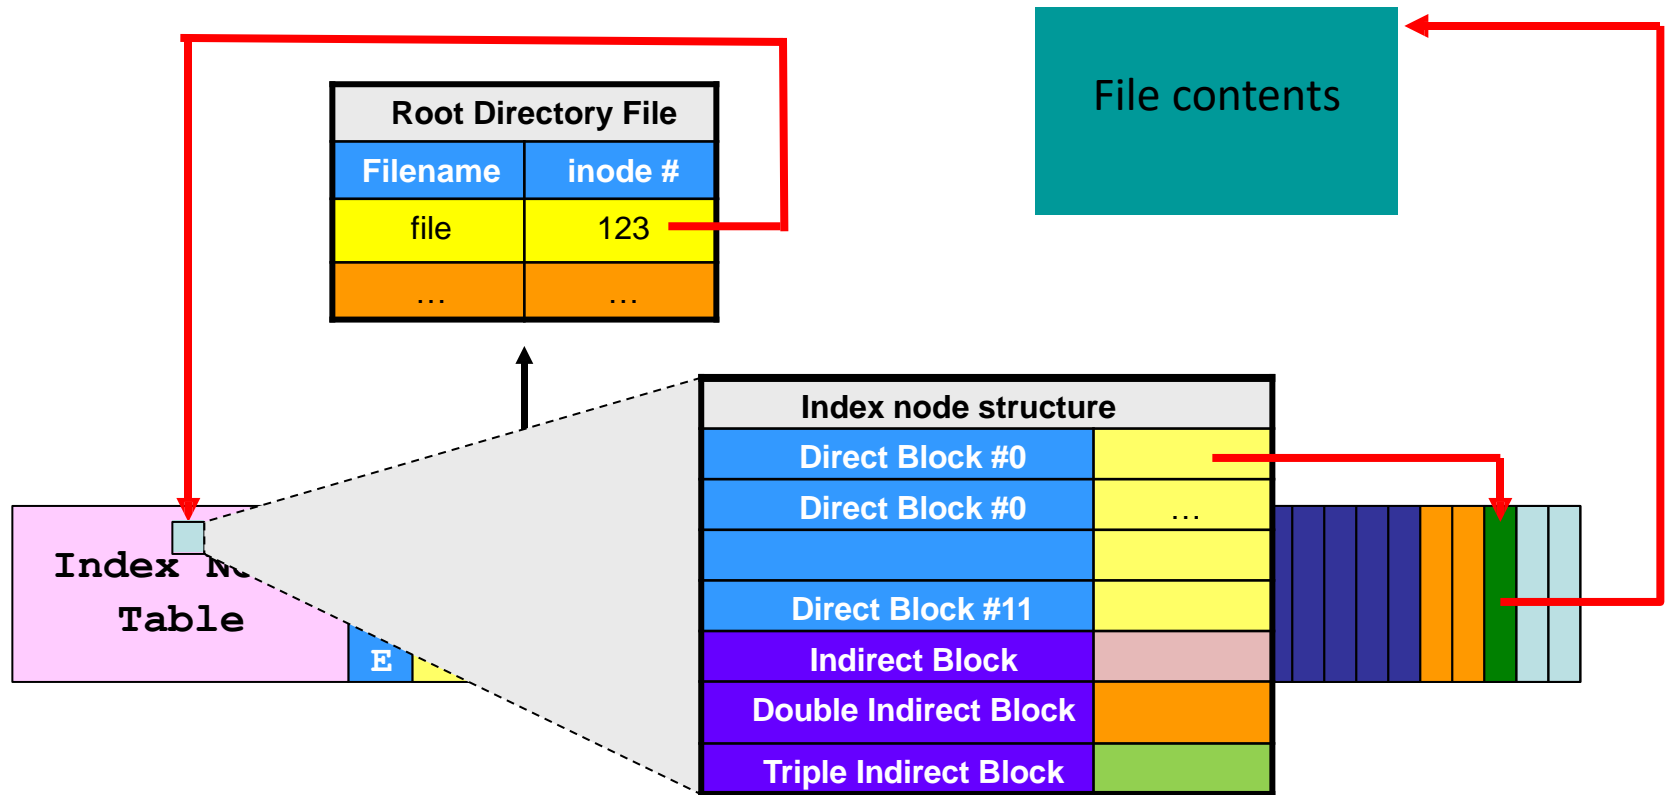 File contents
Root Directory File
Filename inode #
file 123
... ...
Index node structure
Direct Block #0
Direct Block #0 ...
Direct Block #11
Indirect Block
Double Indirect Block
Triple Indirect Block
Index
Table
E